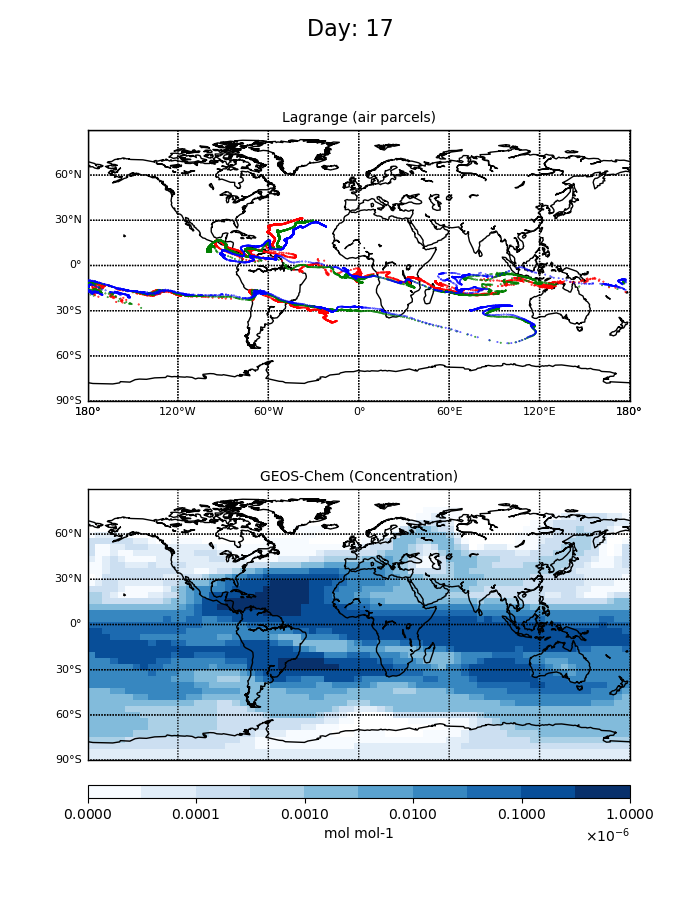 Day: 17
Lagrange (air parcels)
60°N
30°N
0°
30°S
60°S
90°S
180° 120°W 60°W 0° 60°E 120°E 180°
GEOS-Chem (Concentration)
60°N
30°N
0°
30°S
60°S
90°S
0.0000 0.0001 0.0010 0.0100 0.1000 1.0000
mol mol-1 ×10⁻⁶